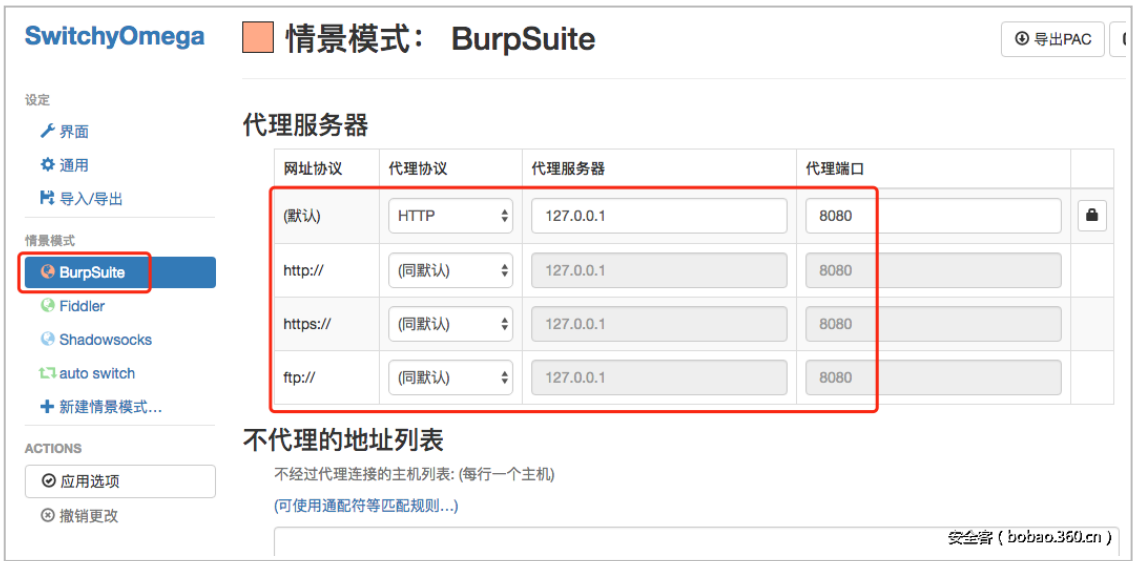 SwitchyOmega
设定
界面
通用
导入/导出
情景模式
BurpSuite
Fiddler
Shadowsocks
auto switch
新建情景模式...
ACTIONS
应用选项
撤销更改
情景模式： BurpSuite
导出PAC
代理服务器
网址协议 代理协议 代理服务器 代理端口
(默认) HTTP 127.0.0.1 8080
http:// (同默认) 127.0.0.1 8080
https:// (同默认) 127.0.0.1 8080
ftp:// (同默认) 127.0.0.1 8080
不代理的地址列表
不经过代理连接的主机列表: (每行一个主机)
(可使用通配符等匹配规则...)
安全客 ( bobao.360.cn )